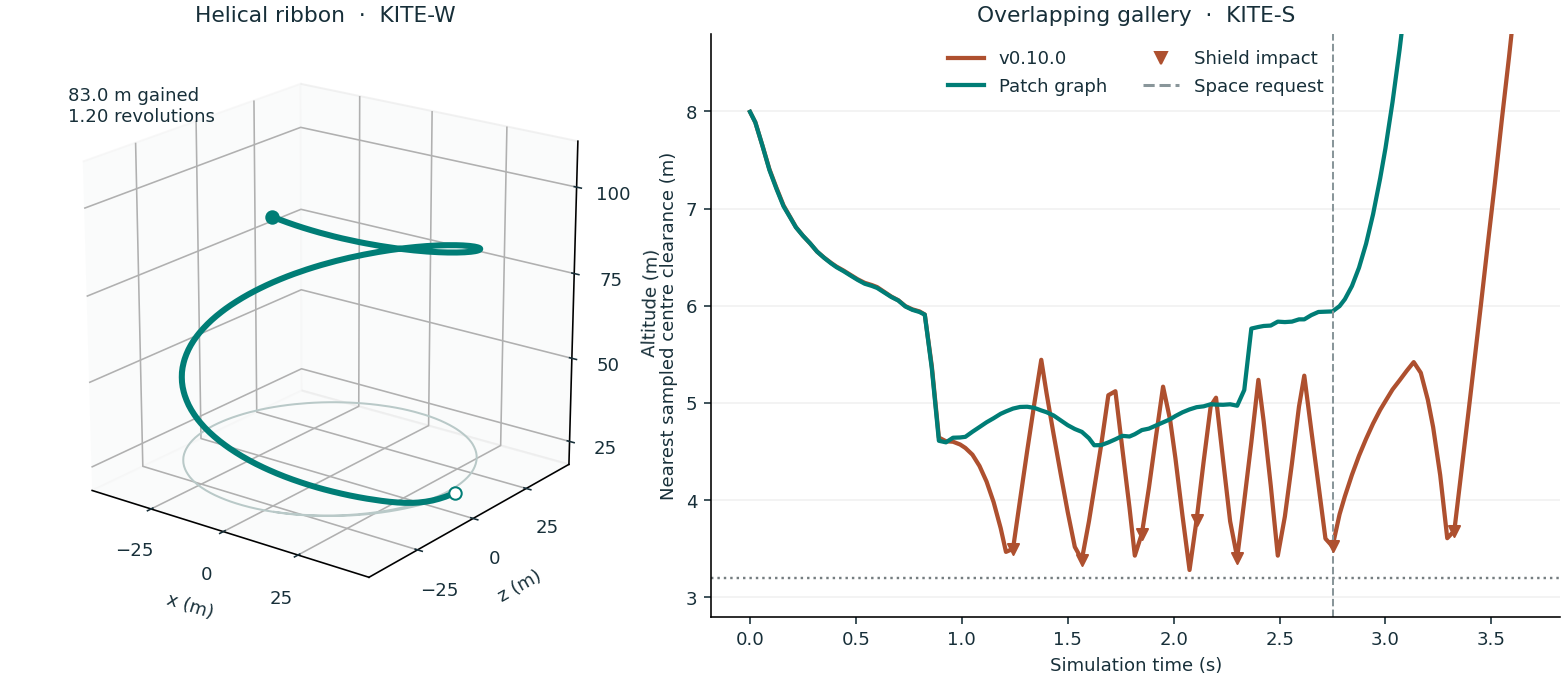 Helical ribbon · KITE-W
83.0 m gained
1.20 revolutions
100
75
50
25
Altitude (m)
−25
0
25
x (m)
−25
0
25
z (m)
Overlapping gallery · KITE-S
v0.10.0
Patch graph
Shield impact
Space request
Nearest sampled centre clearance (m)
8
7
6
5
4
3
0.0
0.5
1.0
1.5
2.0
2.5
3.0
3.5
Simulation time (s)